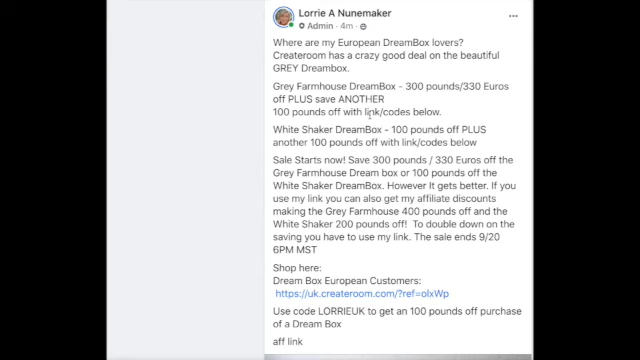 Lorrie A Nunemaker
Admin · 4m ·
Where are my European DreamBox lovers?
Createroom has a crazy good deal on the beautiful
GREY Dreambox.
Grey Farmhouse DreamBox - 300 pounds/330 Euros
off PLUS save ANOTHER
100 pounds off with link/codes below.
White Shaker DreamBox - 100 pounds off PLUS
another 100 pounds off with link/codes below
Sale Starts now! Save 300 pounds / 330 Euros off the
Grey Farmhouse Dream box or 100 pounds off the
White Shaker DreamBox. However It gets better. If you
use my link you can also get my affiliate discounts
making the Grey Farmhouse 400 pounds off and the
White Shaker 200 pounds off!  To double down on the
saving you have to use my link. The sale ends 9/20
6PM MST
Shop here:
Dream Box European Customers:
https://uk.createroom.com/?ref=olxWp
Use code LORRIEUK to get an 100 pounds off purchase
of a Dream Box
aff link